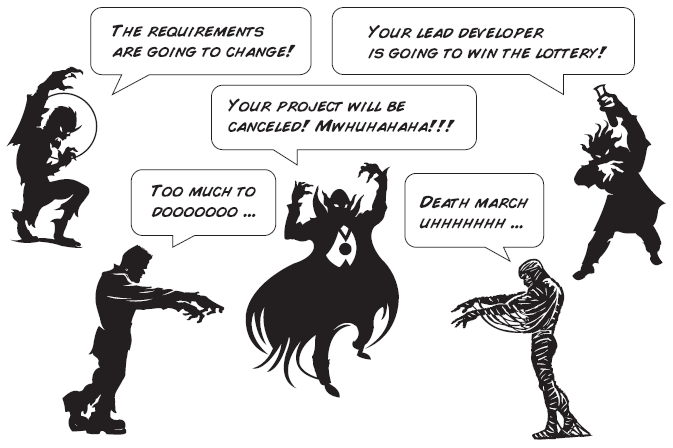 The requirements
are going to change!
Your lead developer
is going to win the lottery!
Your project will be
canceled! Mwhuhahaha!!!
Too much to
doooooooo ...
Death march
uhhhhhhh ...